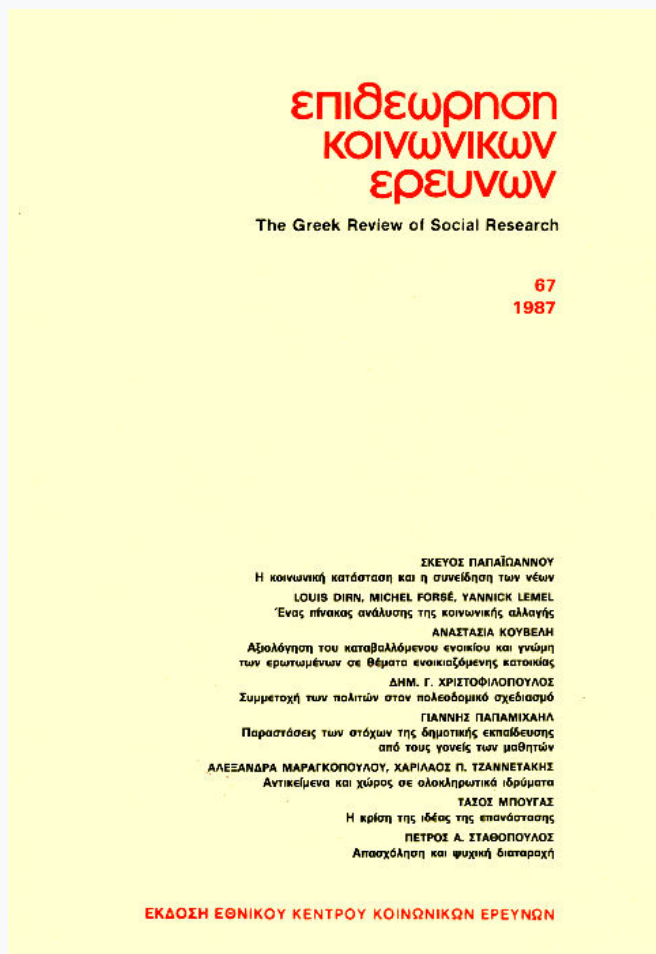 επιθεωρηση
κοινωνικων
ερευνων
The Greek Review of Social Research
67
1987
ΣΚΕΥΟΣ ΠΑΠΑΪΩΑΝΝΟΥ
Η κοινωνική κατάσταση και η συνείδηση των νέων
LOUIS DIRN, MICHEL FORSÉ, YANNICK LEMEL
Ένας πίνακας ανάλυσης της κοινωνικής αλλαγής
ΑΝΑΣΤΑΣΙΑ ΚΟΥΒΕΛΗ
Αξιολόγηση του καταβαλλόμενου ενοικίου και γνώμη
των ερωτωμένων σε θέματα ενοικιαζόμενης κατοικίας
ΔΗΜ. Γ. ΧΡΙΣΤΟΦΙΛΟΠΟΥΛΟΣ
Συμμετοχή των πολιτών στον πολεοδομικό σχεδιασμό
ΓΙΑΝΝΗΣ ΠΑΠΑΜΙΧΑΗΛ
Παραστάσεις των στόχων της δημοτικής εκπαίδευσης
από τους γονείς των μαθητών
ΑΛΕΞΑΝΔΡΑ ΜΑΡΑΓΚΟΠΟΥΛΟΥ, ΧΑΡΙΛΑΟΣ Π. ΤΖΑΝΝΕΤΑΚΗΣ
Αντικείμενα και χώρος σε ολοκληρωτικά ιδρύματα
ΤΑΣΟΣ ΜΠΟΥΓΑΣ
Η κρίση της ιδέας της επανάστασης
ΠΕΤΡΟΣ Α. ΣΤΑΘΟΠΟΥΛΟΣ
Απασχόληση και ψυχική διαταραχή
ΕΚΔΟΣΗ ΕΘΝΙΚΟΥ ΚΕΝΤΡΟΥ ΚΟΙΝΩΝΙΚΩΝ ΕΡΕΥΝΩΝ